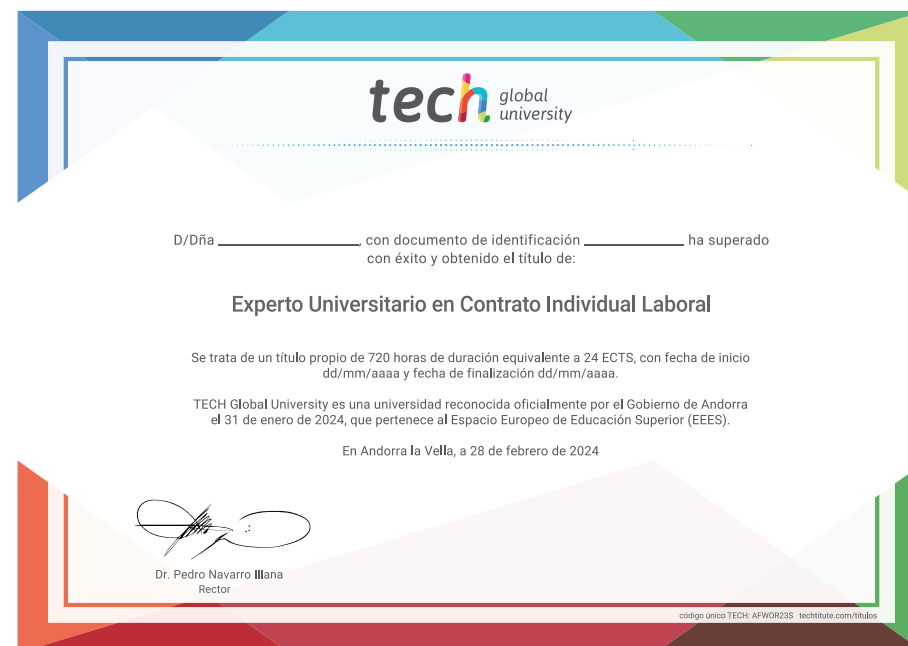 tech global university
D/Dña , con documento de identificación ha superado
con éxito y obtenido el título de:
Experto Universitario en Contrato Individual Laboral
Se trata de un título propio de 720 horas de duración equivalente a 24 ECTS, con fecha de inicio
dd/mm/aaaa y fecha de finalización dd/mm/aaaa.
TECH Global University es una universidad reconocida oficialmente por el Gobierno de Andorra
el 31 de enero de 2024, que pertenece al Espacio Europeo de Educación Superior (EEES).
En Andorra la Vella, a 28 de febrero de 2024
Dr. Pedro Navarro Illana
Rector
código único TECH: AFWOR23S techtitute.com/titulos